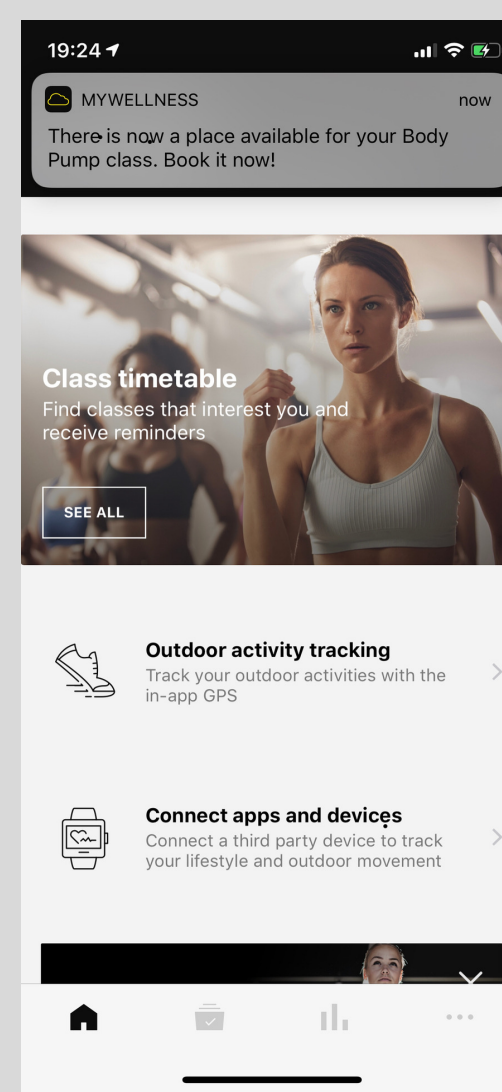 19:24
MYWELLNESS now
There is now a place available for your Body
Pump class. Book it now!
Class timetable
Find classes that interest you and
receive reminders
SEE ALL
Outdoor activity tracking
Track your outdoor activities with the
in-app GPS
Connect apps and devices
Connect a third party device to track
your lifestyle and outdoor movement